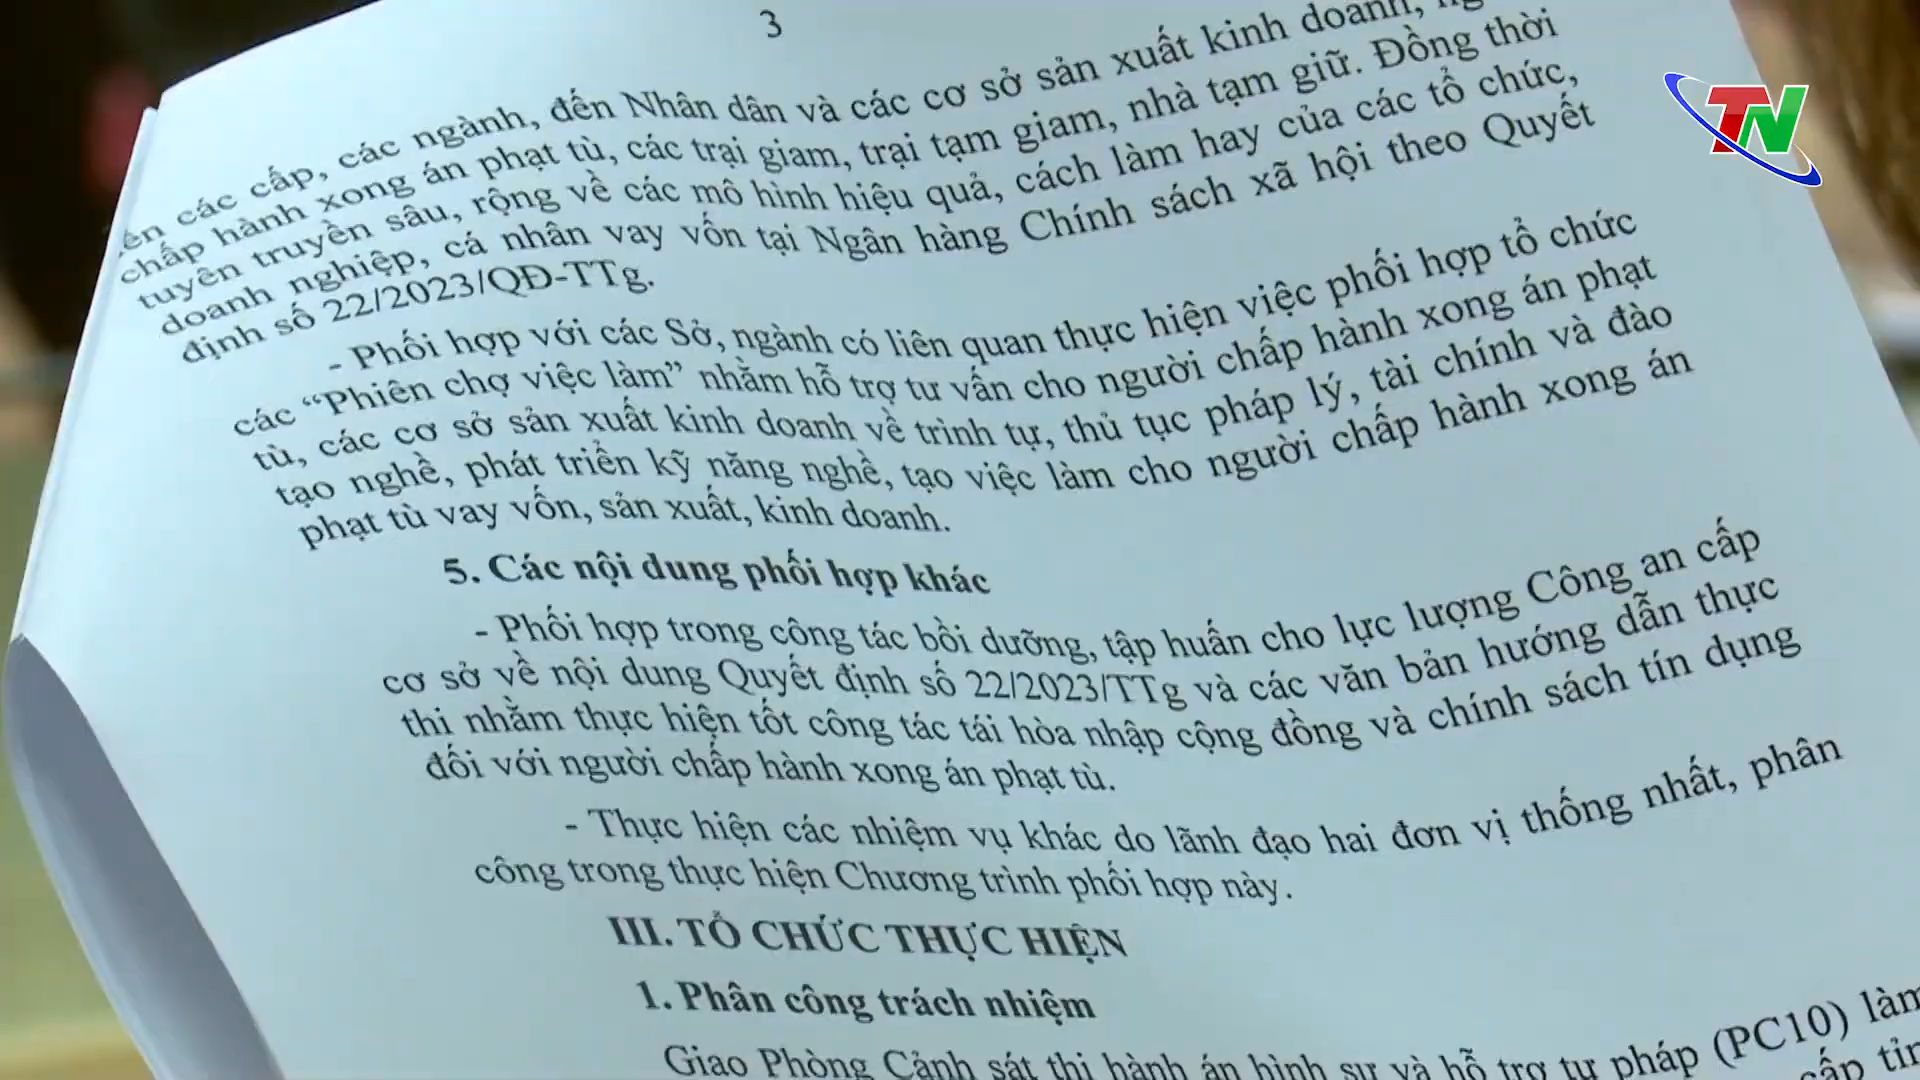 3
các cấp, các ngành, đến Nhân dân và các cơ sở sản xuất kinh doanh,
chấp hành xong án phạt tù, các trại giam, trại tạm giam, nhà tạm giữ. Đồng thời
tuyên truyền sâu, rộng về các mô hình hiệu quả, cách làm hay của các tổ chức,
doanh nghiệp, cá nhân vay vốn tại Ngân hàng Chính sách xã hội theo Quyết
định số 22/2023/QĐ-TTg.
- Phối hợp với các Sở, ngành có liên quan thực hiện việc phối hợp tổ chức
các “Phiên chợ việc làm” nhằm hỗ trợ tư vấn cho người chấp hành xong án phạt
tù, các cơ sở sản xuất kinh doanh về trình tự, thủ tục pháp lý, tài chính và đào
tạo nghề, phát triển kỹ năng nghề, tạo việc làm cho người chấp hành xong án
phạt tù vay vốn, sản xuất, kinh doanh.
5. Các nội dung phối hợp khác
- Phối hợp trong công tác bồi dưỡng, tập huấn cho lực lượng Công an cấp
cơ sở về nội dung Quyết định số 22/2023/TTg và các văn bản hướng dẫn thực
thi nhằm thực hiện tốt công tác tái hòa nhập cộng đồng và chính sách tín dụng
đối với người chấp hành xong án phạt tù.
- Thực hiện các nhiệm vụ khác do lãnh đạo hai đơn vị thống nhất, phân
công trong thực hiện Chương trình phối hợp này.
III. TỔ CHỨC THỰC HIỆN
1. Phân công trách nhiệm
Giao Phòng Cảnh sát thi hành án hình sự và hỗ trợ tư pháp (PC10) làm
TN